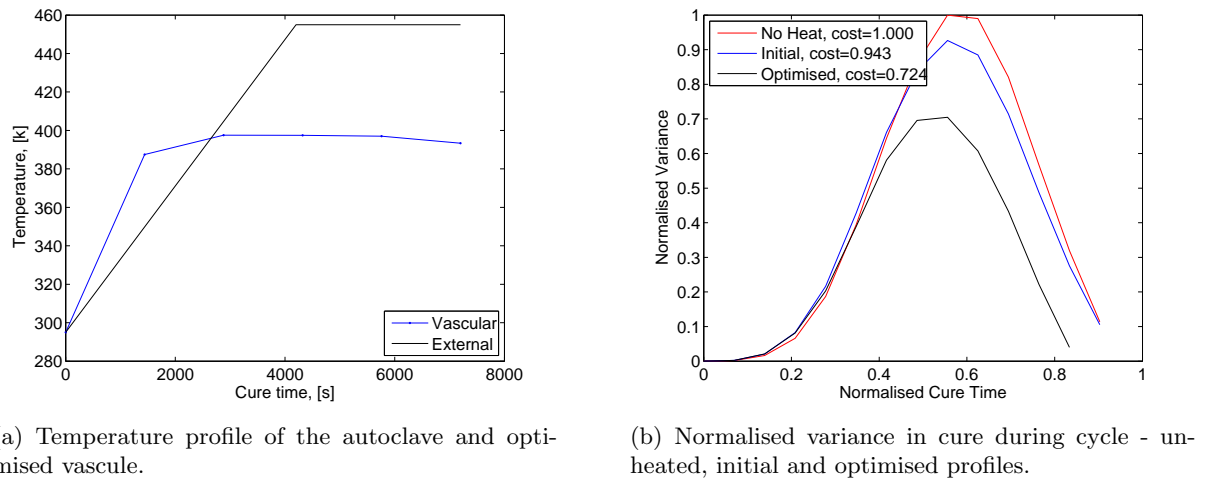 460
440
420
400
380
360
340
320
300
280
Temperature, [k]
0
2000
4000
6000
8000
Cure time, [s]
Vascular
External
1
0.9
0.8
0.7
0.6
0.5
0.4
0.3
0.2
0.1
0
Normalised Variance
No Heat, cost=1.000
Initial, cost=0.943
Optimised, cost=0.724
0
0.2
0.4
0.6
0.8
1
Normalised Cure Time
a) Temperature profile of the autoclave and opti-
mised vascule.
(b) Normalised variance in cure during cycle - un-
heated, initial and optimised profiles.